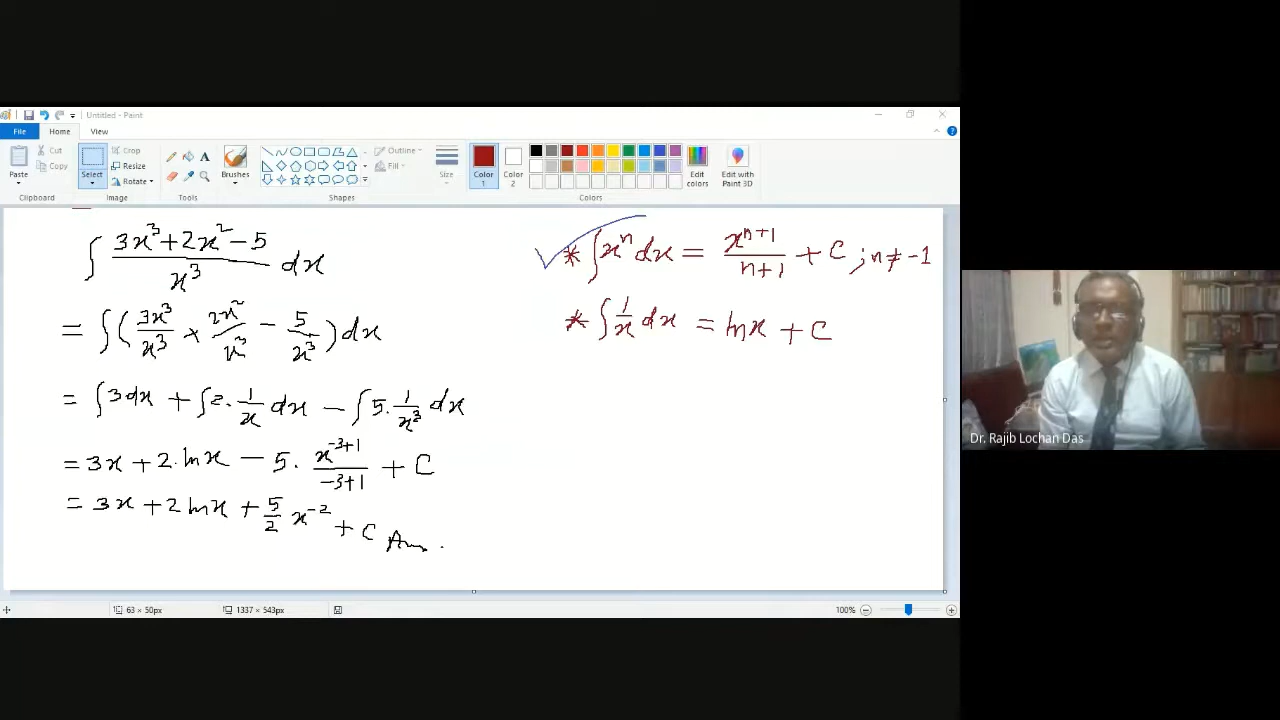 Untitled - Paint
File Home View
Paste Cut Copy Select Crop Resize Rotate A Brushes Outline Fill Size Color 1 Color 2 Edit colors Edit with Paint 3D
Clipboard Image Tools Shapes Colors
∫ (3x³+2x²-5)/x³ dx
= ∫(3x³/x³ + 2x²/x³ - 5/x³)dx
= ∫3dx + ∫2·1/x dx - ∫5·1/x³ dx
= 3x + 2·lnx - 5· x⁻³⁺¹/-3+1 + C
= 3x + 2lnx + 5/2 x⁻² + C Ans.
* ∫xⁿdx = xⁿ⁺¹/n+1 + C ; n≠-1
* ∫1/x dx = lnx + C
Dr. Rajib Lochan Das
63 × 50px 1337 × 543px 100%